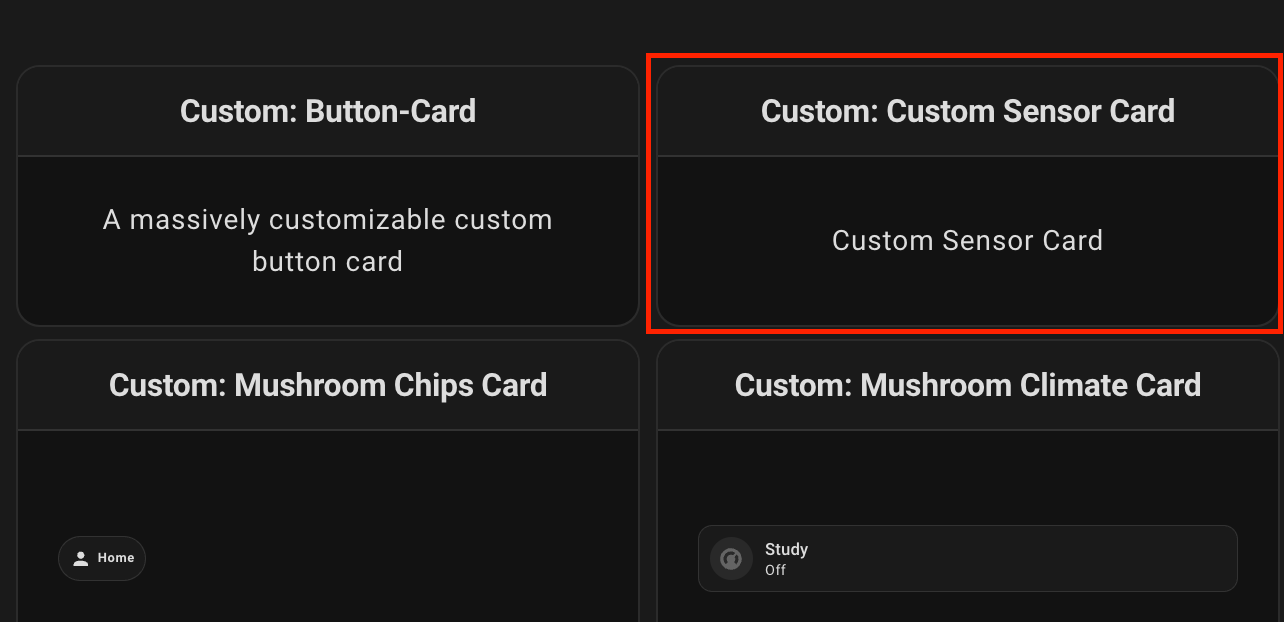 Custom: Button-Card
A massively customizable custom
button card
Custom: Custom Sensor Card
Custom Sensor Card
Custom: Mushroom Chips Card
Home
Custom: Mushroom Climate Card
Study
Off